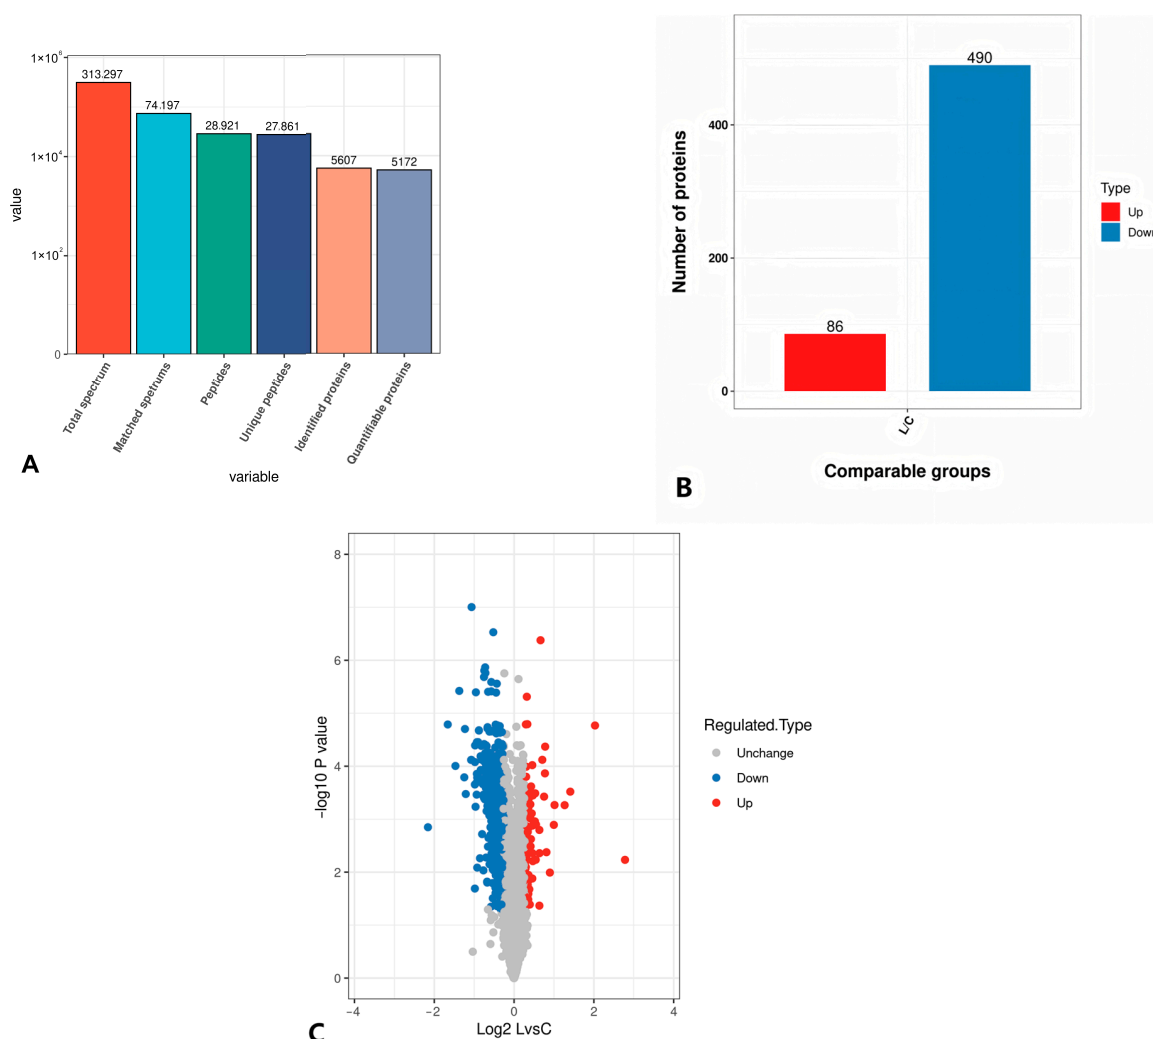 1×10⁶
1×10⁴
1×10²
0
value
313.297
74.197
28.921
27.861
5607
5172
Total spectrum
Matched spetrums
Peptides
Unique peptides
Identified proteins
Quantifiable proteins
variable
A
Number of proteins
400
200
0
490
86
L/C
Comparable groups
Type
Up
Down
B
-log10 P value
8
6
4
2
0
−4
−2
0
2
4
Log2 LvsC
Regulated.Type
Unchange
Down
Up
C